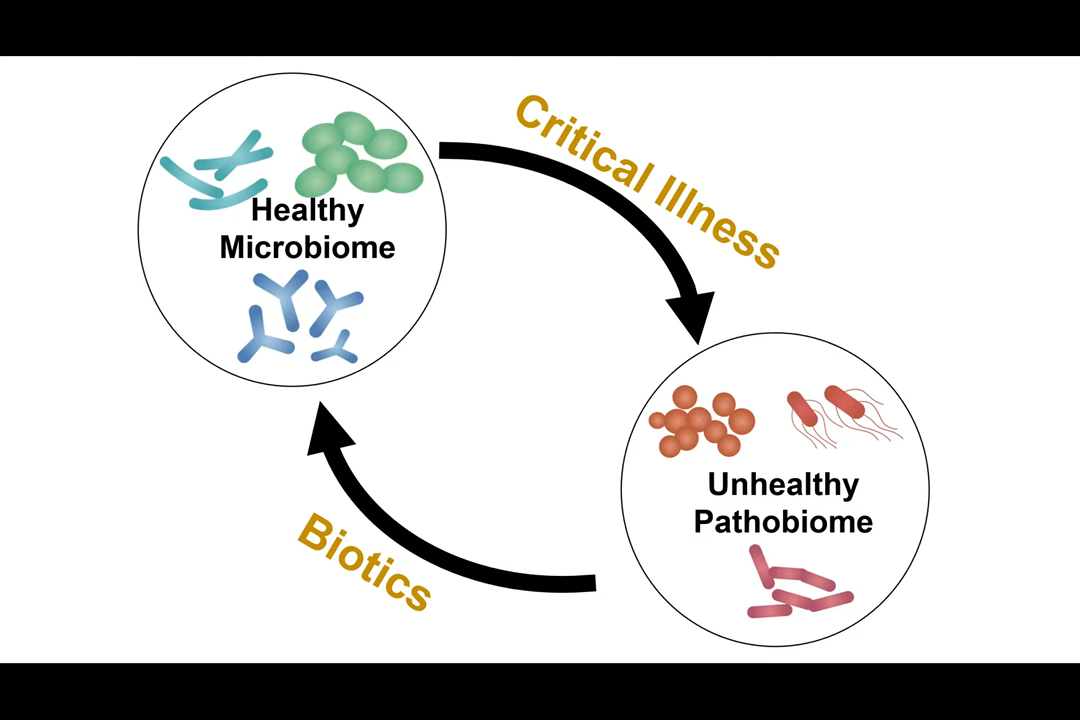 Critical Illness
Healthy
Microbiome
Unhealthy
Pathobiome
Biotics